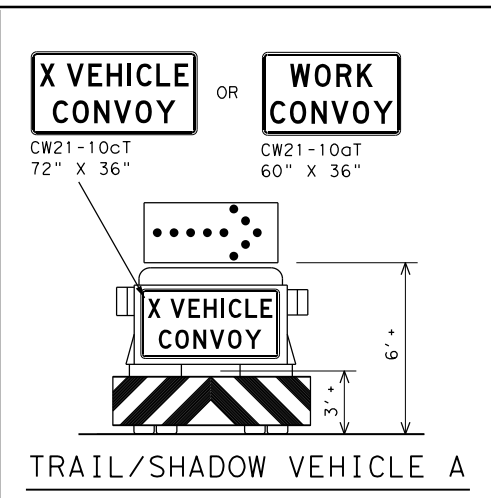 X VEHICLE
CONVOY
OR
WORK
CONVOY
CW21-10cT
72" X 36"
CW21-10aT
60" X 36"
X VEHICLE
CONVOY
6'+
3'+
TRAIL/SHADOW VEHICLE A